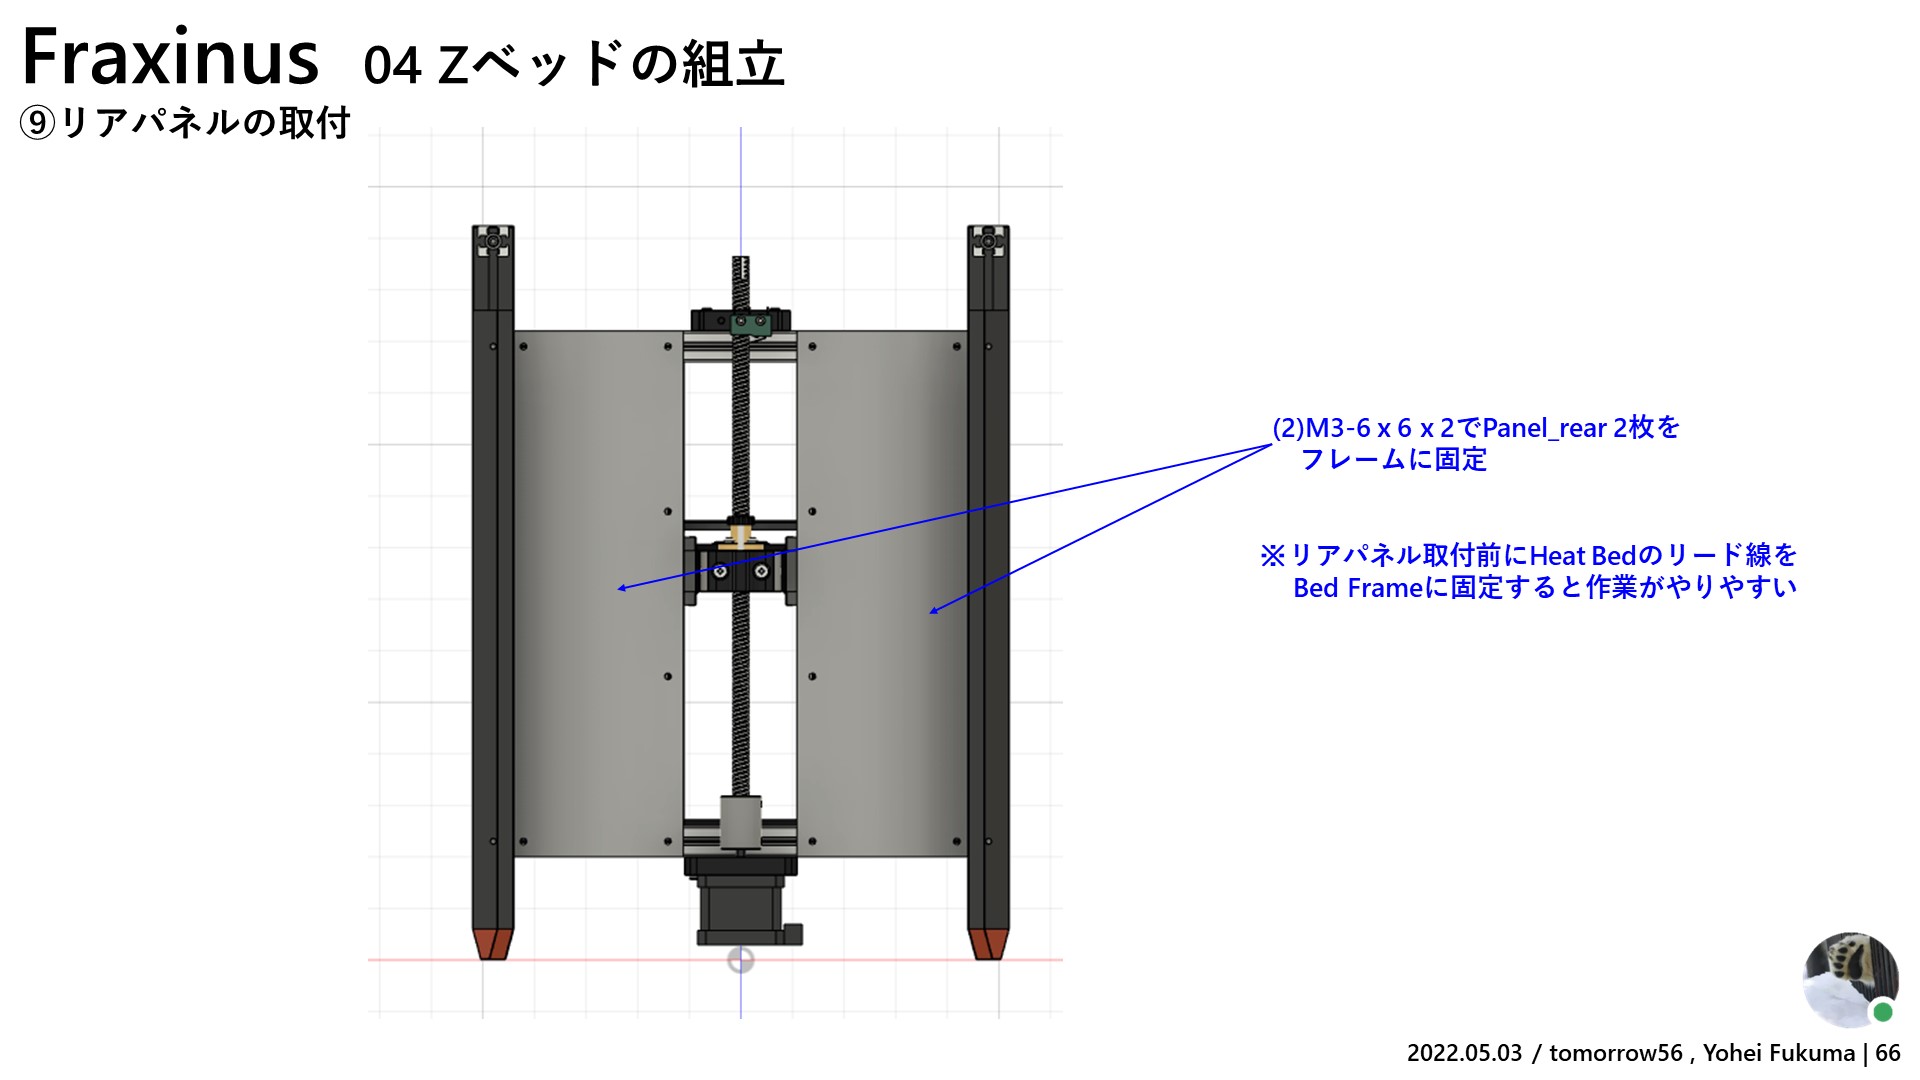 Fraxinus 04 Zベッドの組立
⑨リアパネルの取付
(2)M3-6 x 6 x 2でPanel_rear 2枚を
フレームに固定
※リアパネル取付前にHeat Bedのリード線を
Bed Frameに固定すると作業がやりやすい
2022.05.03 / tomorrow56 , Yohei Fukuma | 66